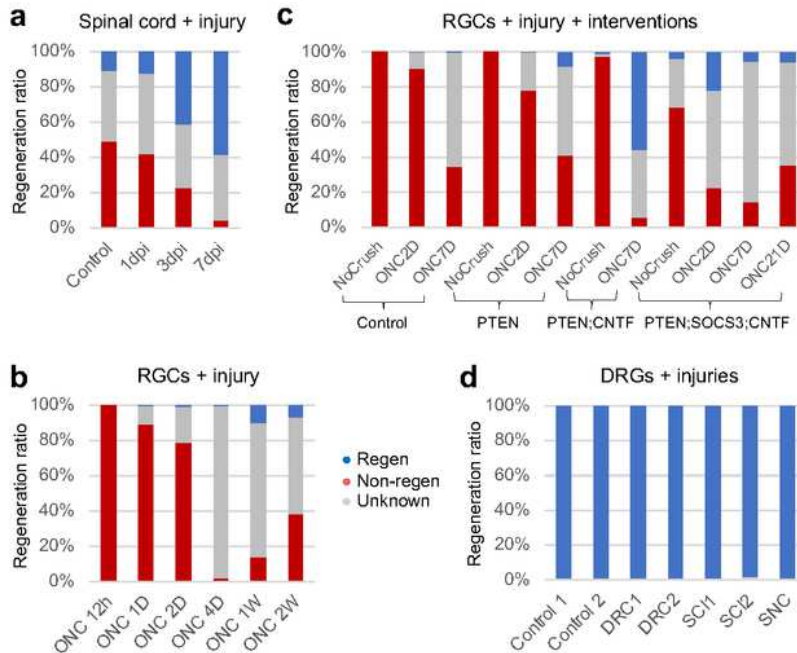 a
Spinal cord + injury
Regeneration ratio
100%
80%
60%
40%
20%
0%
Control
1dpi
3dpi
7dpi
c
RGCs + injury + interventions
Regeneration ratio
100%
80%
60%
40%
20%
0%
NoCrush
ONC2D
ONC7D
NoCrush
ONC2D
ONC7D
NoCrush
ONC7D
NoCrush
ONC2D
ONC7D
ONC21D
Control
PTEN
PTEN;CNTF
PTEN;SOCS3;CNTF
b
RGCs + injury
Regeneration ratio
100%
80%
60%
40%
20%
0%
ONC 12h
ONC 1D
ONC 2D
ONC 4D
ONC 1W
ONC 2W
Regen
Non-regen
Unknown
d
DRGs + injuries
Regeneration ratio
100%
80%
60%
40%
20%
0%
Control 1
Control 2
DRC1
DRC2
SCI1
SCI2
SNC